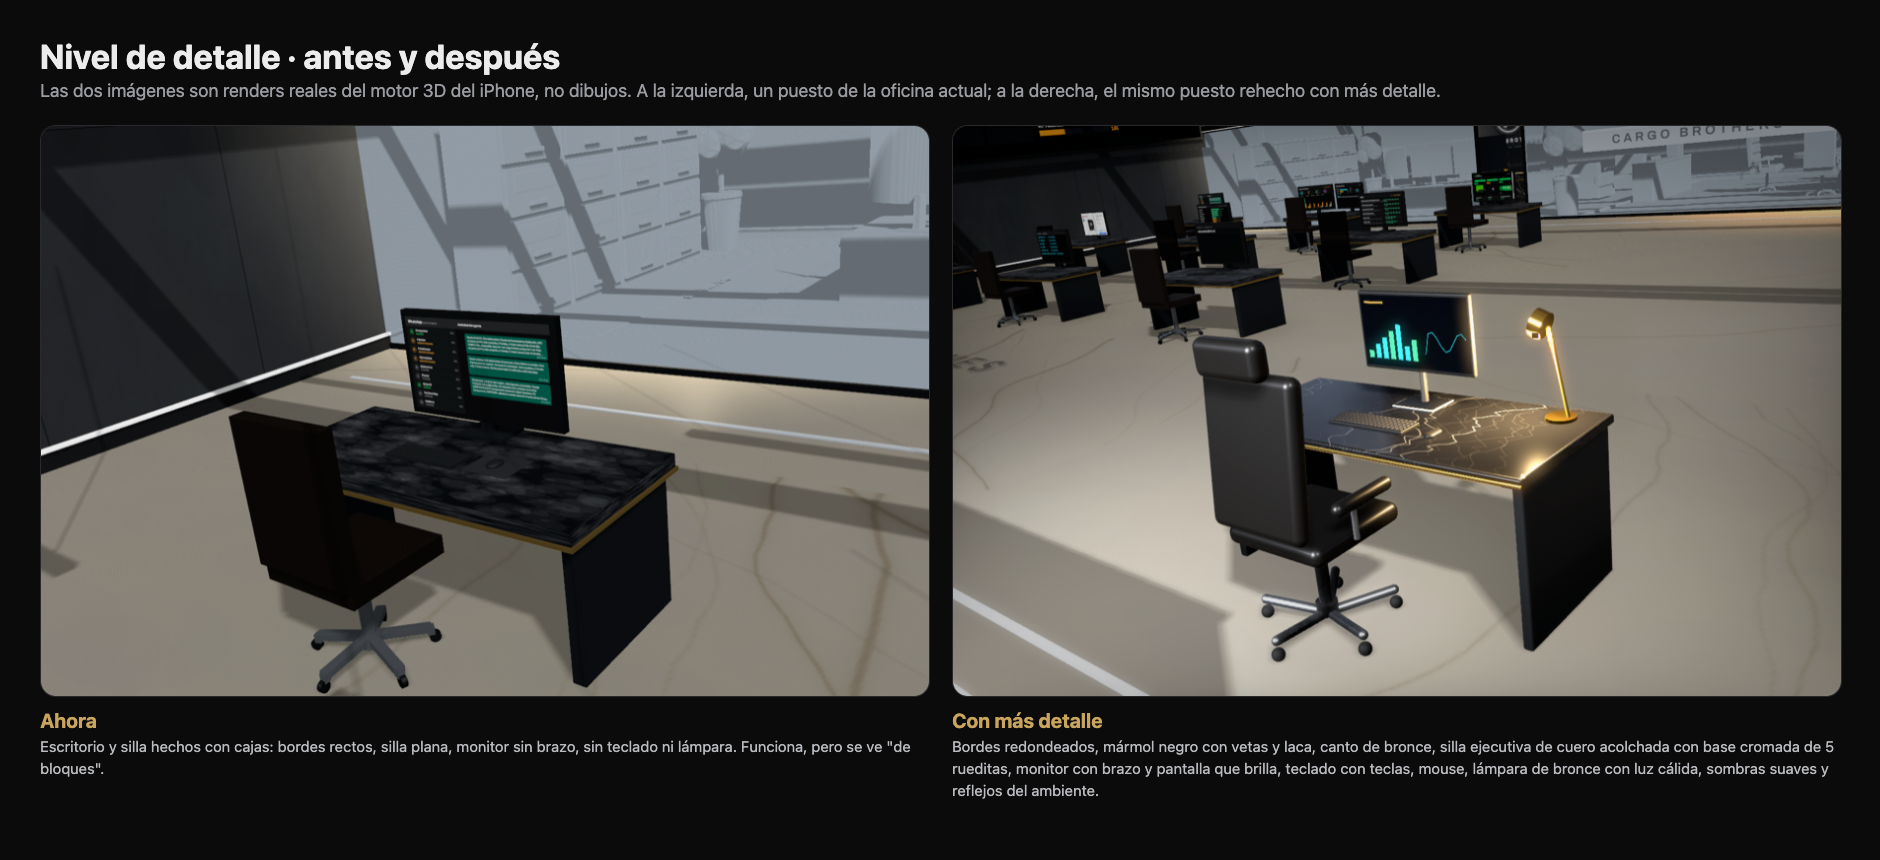 Nivel de detalle · antes y después
Las dos imágenes son renders reales del motor 3D del iPhone, no dibujos. A la izquierda, un puesto de la oficina actual; a la derecha, el mismo puesto rehecho con más detalle.
CARGO BROTHERS
Ahora
Escritorio y silla hechos con cajas: bordes rectos, silla plana, monitor sin brazo, sin teclado ni lámpara. Funciona, pero se ve "de
bloques".
Con más detalle
Bordes redondeados, mármol negro con vetas y laca, canto de bronce, silla ejecutiva de cuero acolchada con base cromada de 5
rueditas, monitor con brazo y pantalla que brilla, teclado con teclas, mouse, lámpara de bronce con luz cálida, sombras suaves y
reflejos del ambiente.